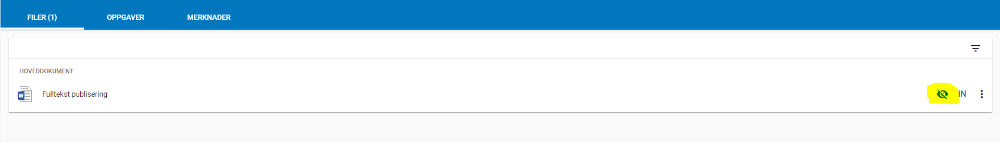 FILER (1) OPPGAVER MERKNADER
HOVEDDOKUMENT
W Fulltekst publisering IN